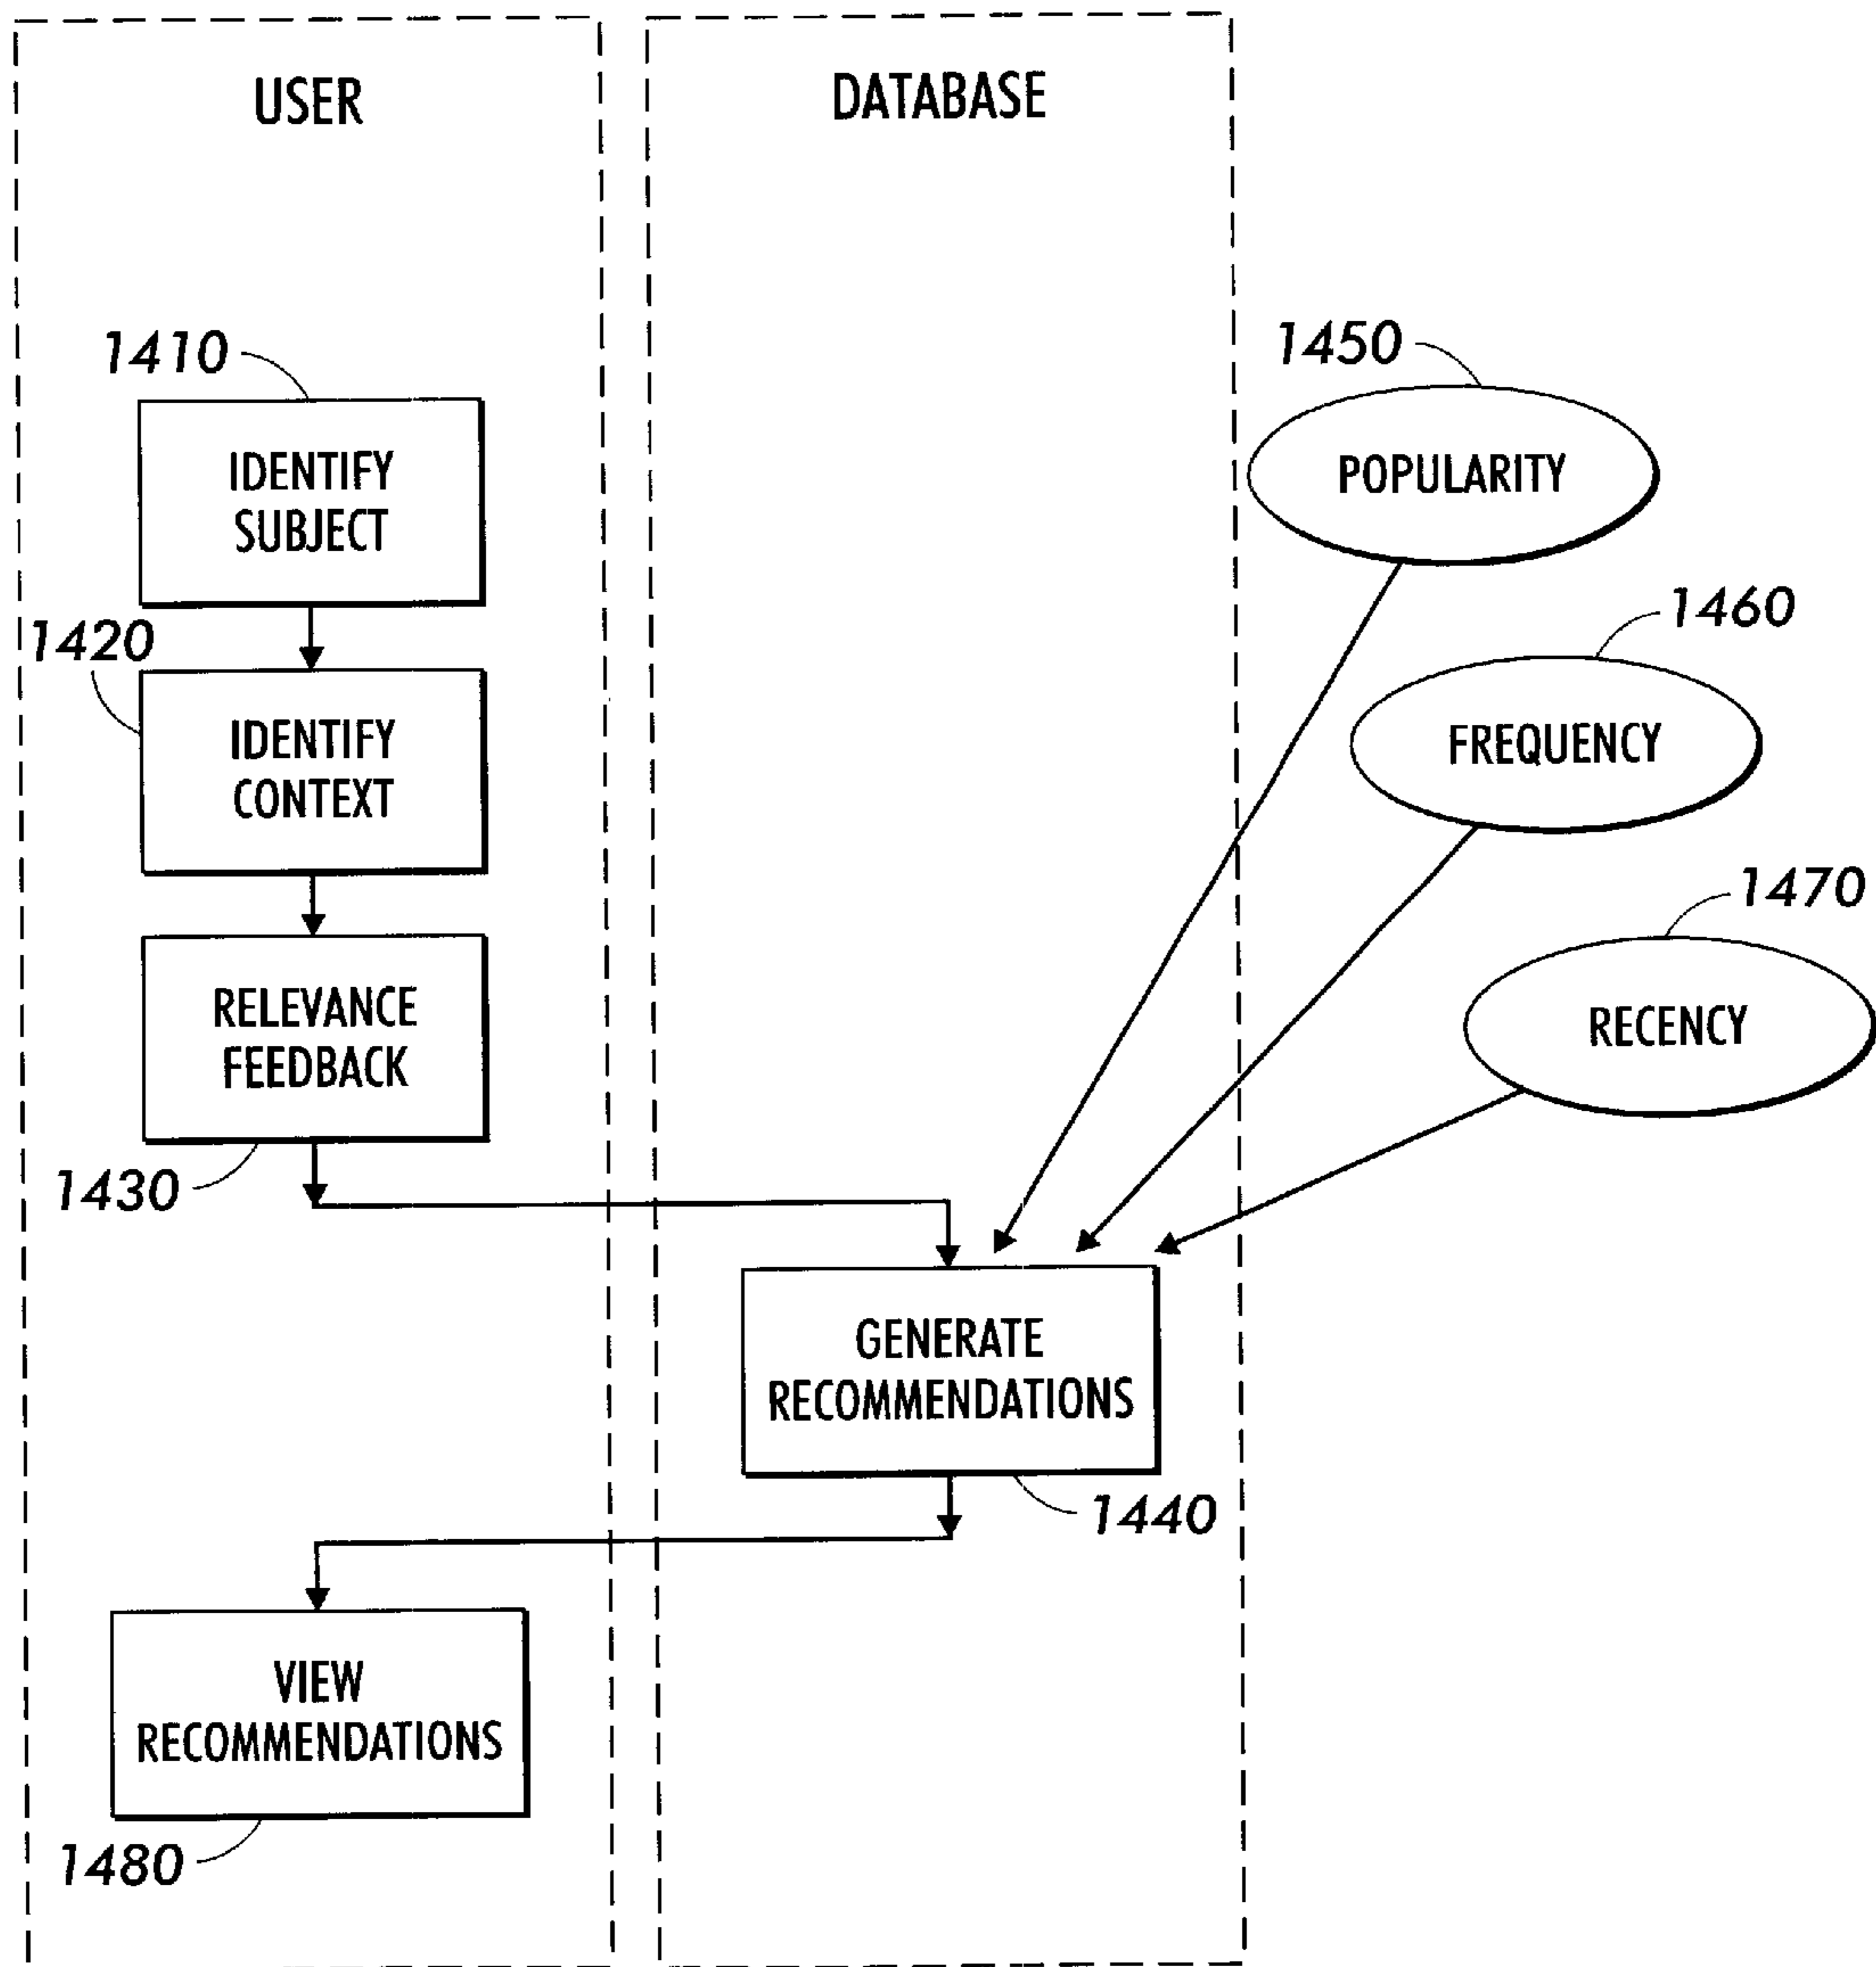 USER
DATABASE
1410
IDENTIFY
SUBJECT
1420
IDENTIFY
CONTEXT
RELEVANCE
FEEDBACK
1430
1450
POPULARITY
1460
FREQUENCY
1470
RECENCY
GENERATE
RECOMMENDATIONS
1440
VIEW
RECOMMENDATIONS
1480